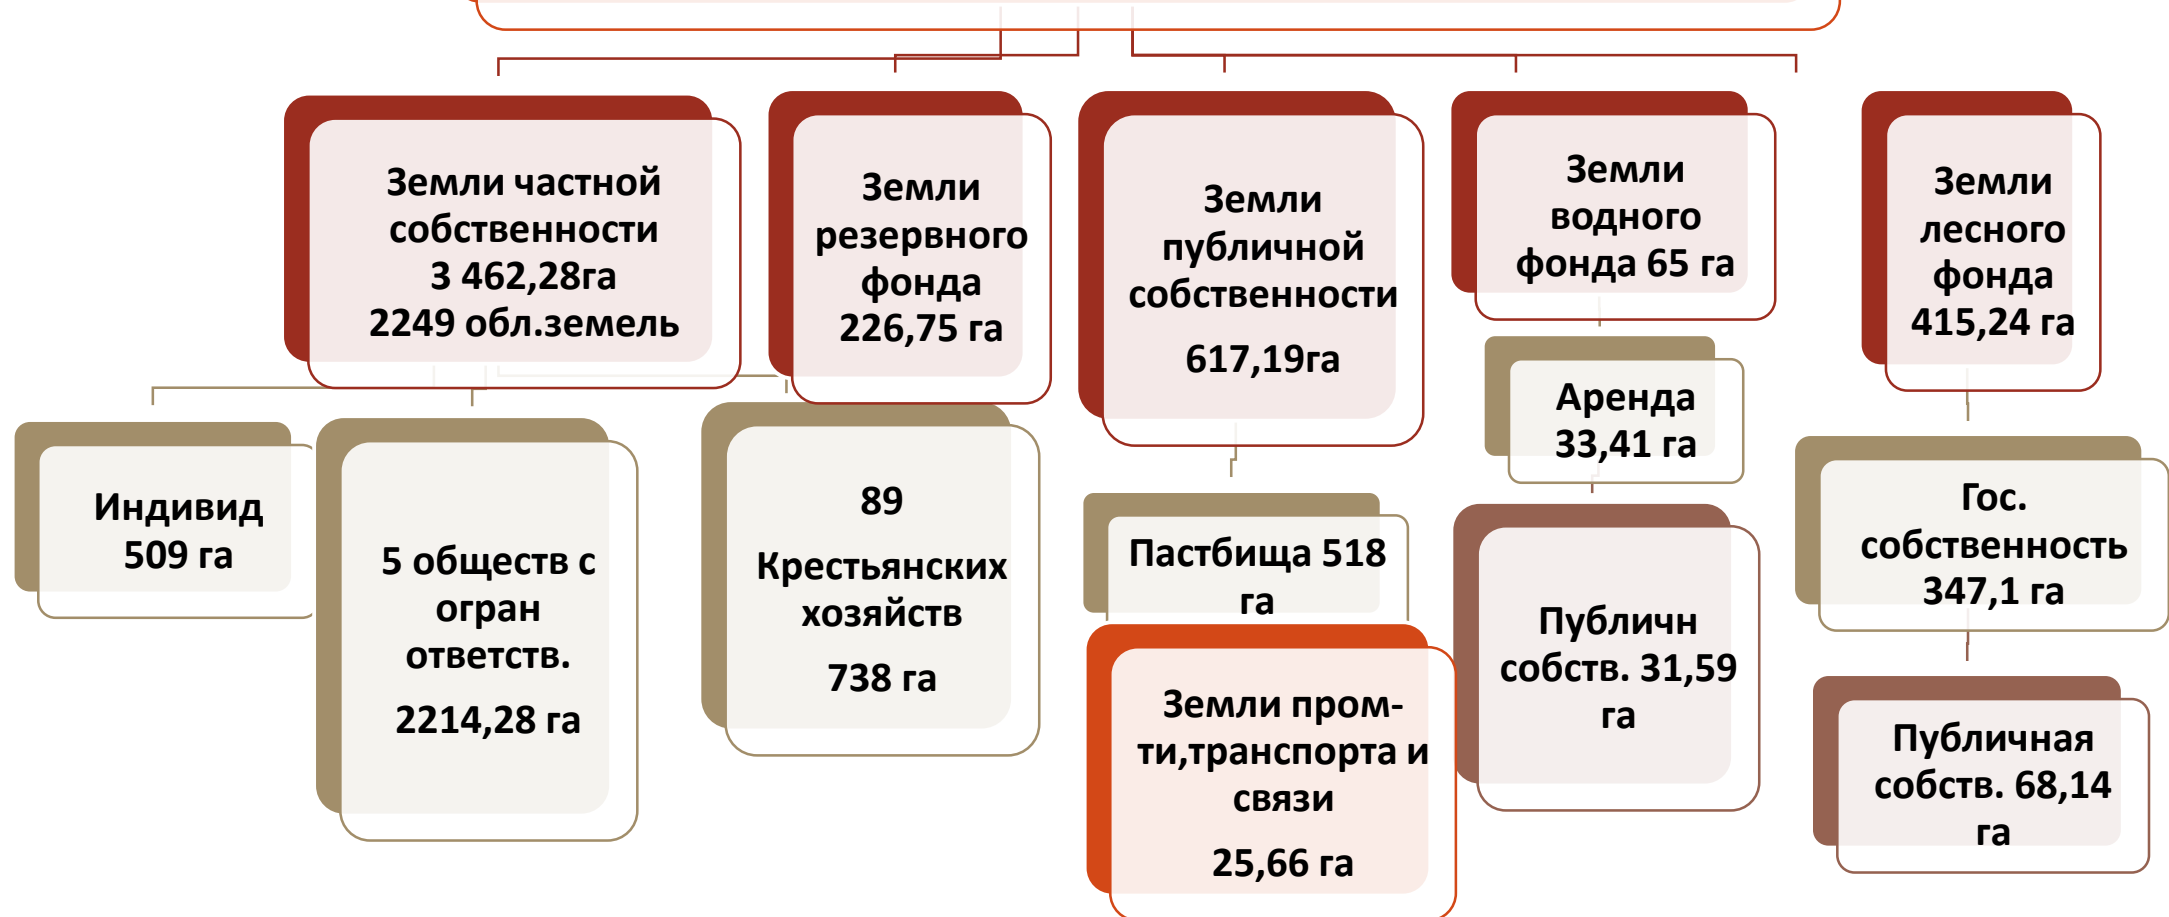 Земли частной
собственности
3 462,28га
2249 обл.земель
Земли
резервного
фонда
226,75 га
Земли
публичной
собственности
617,19га
Земли
водного
фонда 65 га
Земли
лесного
фонда
415,24 га
Индивид
509 га
5 обществ с
огран
ответств.
2214,28 га
89
Крестьянских
хозяйств
738 га
Пастбища 518
га
Земли пром-
ти,транспорта и
связи
25,66 га
Аренда
33,41 га
Публичн
собств. 31,59
га
Гос.
собственность
347,1 га
Публичная
собств. 68,14
га